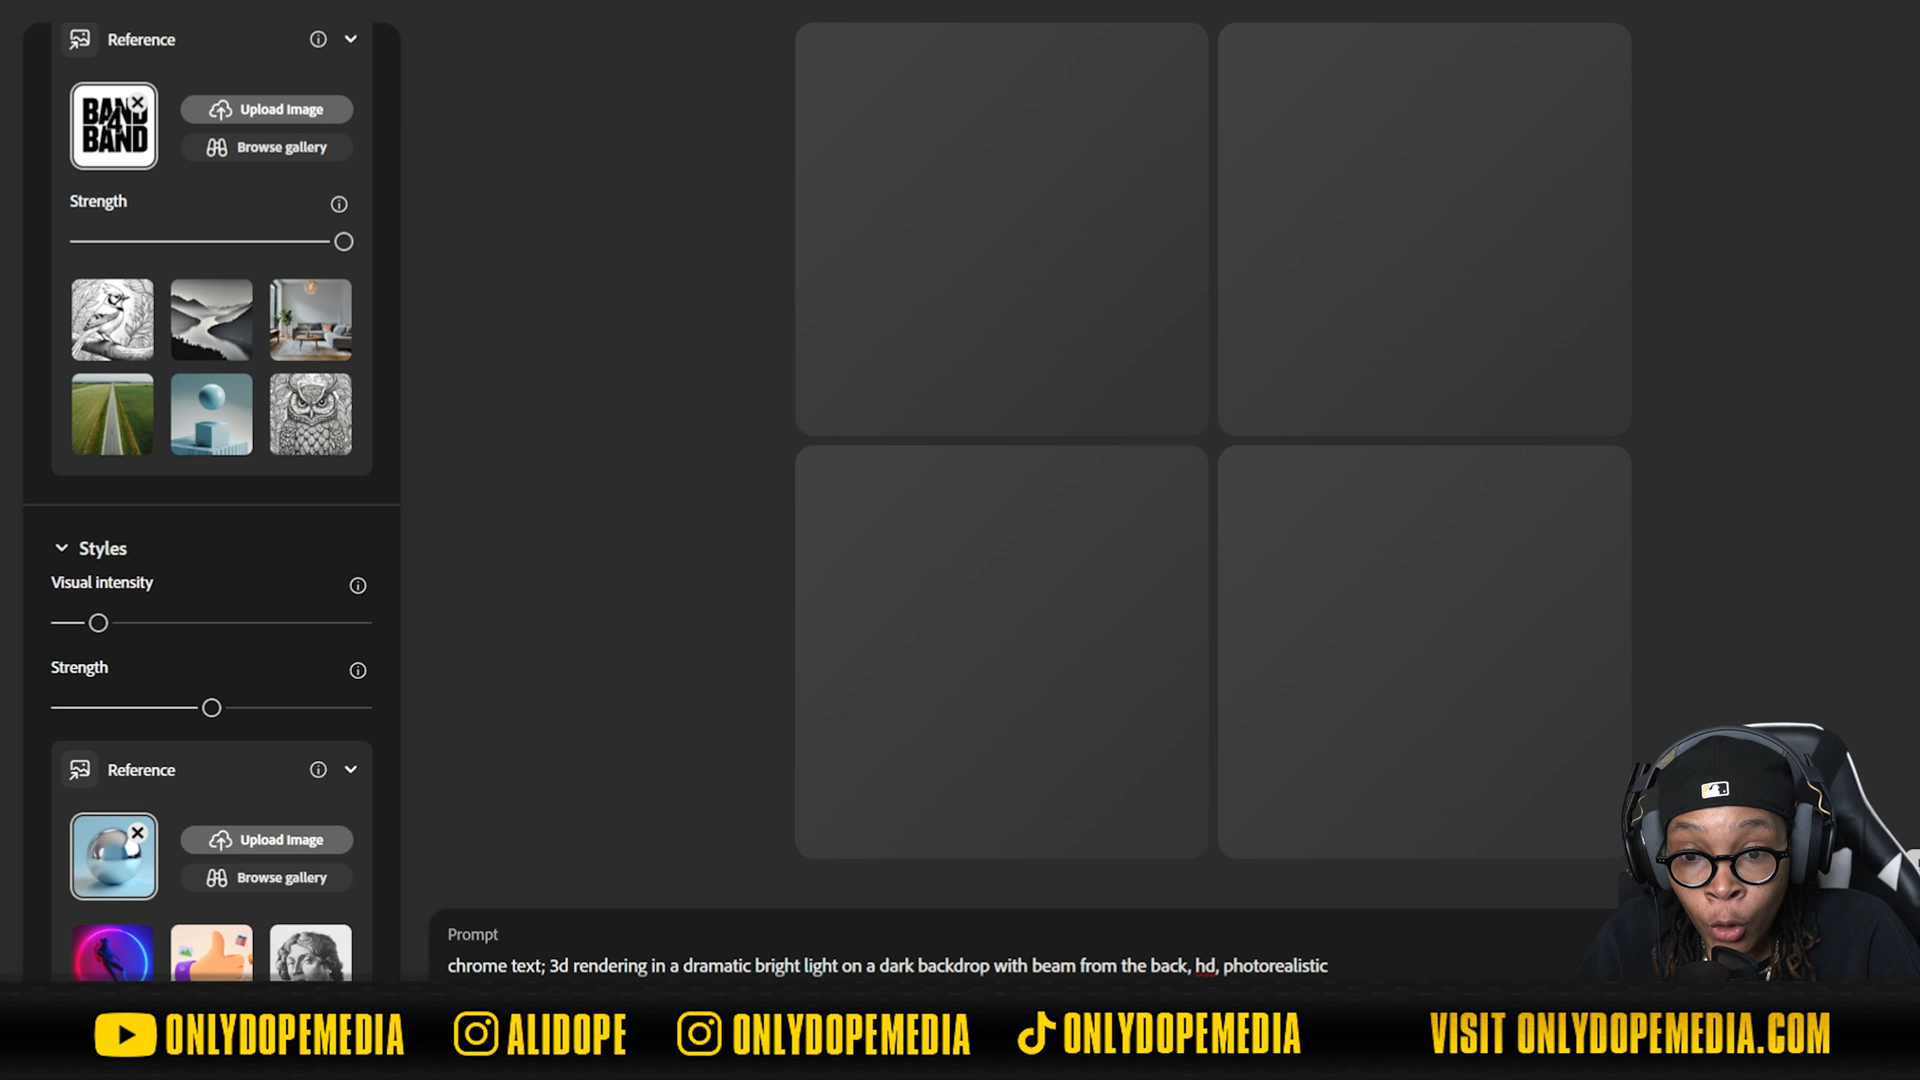 Reference
BAND
4
BAND
Upload Image
Browse gallery
Strength
Styles
Visual intensity
Strength
Reference
Upload Image
Browse gallery
Prompt
chrome text; 3d rendering in a dramatic bright light on a dark backdrop with beam from the back, hd, photorealistic
ONLYDOPEMEDIA
ALIDOPE
ONLYDOPEMEDIA
ONLYDOPEMEDIA
VISIT ONLYDOPEMEDIA.COM